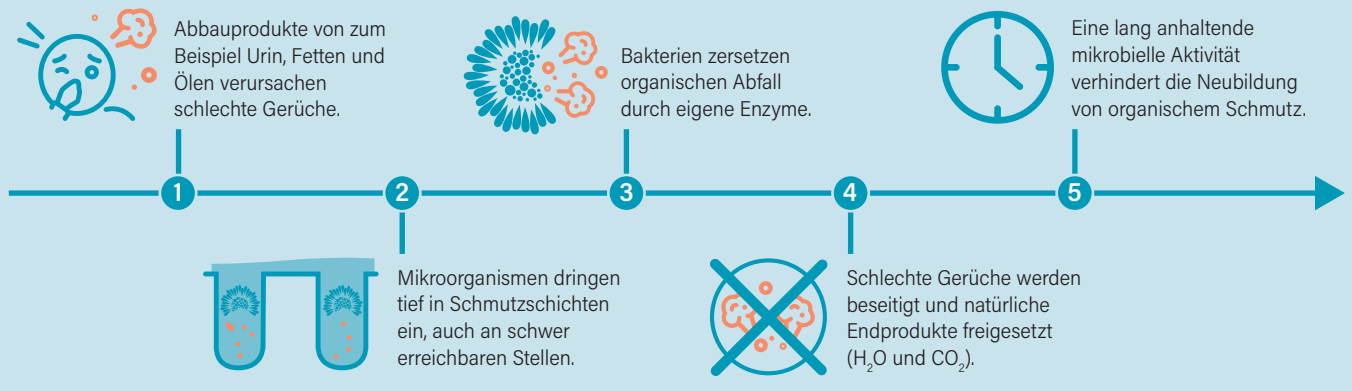 Abbauprodukte von zum
Beispiel Urin, Fetten und
Ölen verursachen
schlechte Gerüche.
1
Mikroorganismen dringen
tief in Schmutzschichten
ein, auch an schwer
erreichbaren Stellen.
2
Bakterien zersetzen
organischen Abfall
durch eigene Enzyme.
3
Schlechte Gerüche werden
beseitigt und natürliche
Endprodukte freigesetzt
(H₂O und CO₂).
4
Eine lang anhaltende
mikrobielle Aktivität
verhindert die Neubildung
von organischem Schmutz.
5